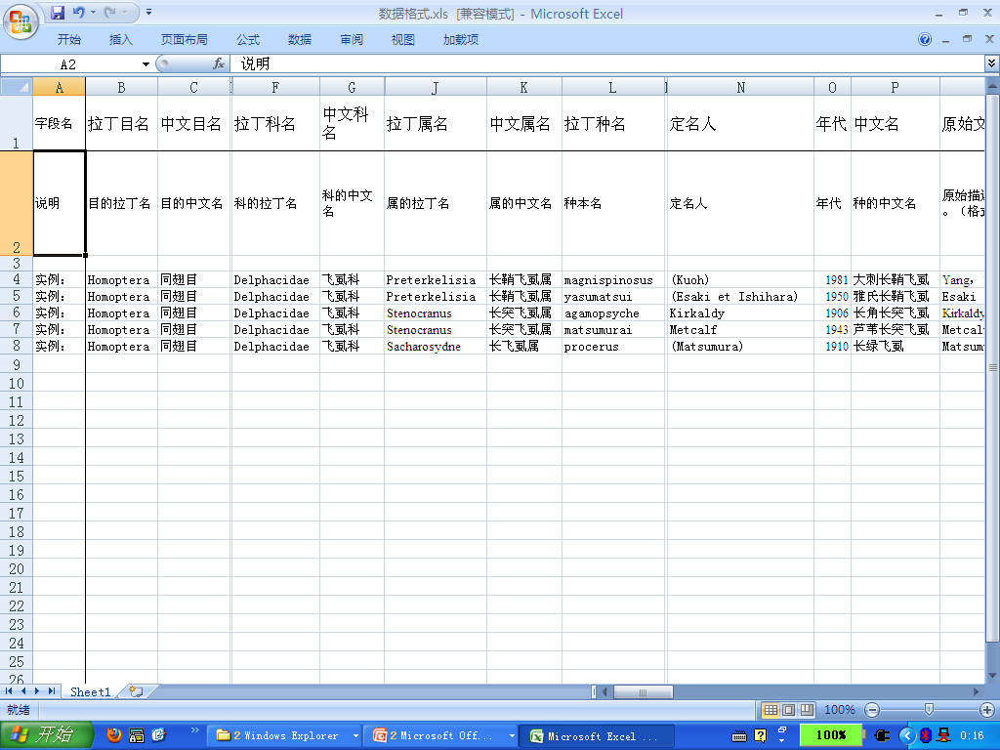 数据格式.xls [兼容模式] - Microsoft Excel
开始 插入 页面布局 公式 数据 审阅 视图 加载项
A2 fx 说明
A B C F G J K L N O P
1 字段名 拉丁目名 中文目名 拉丁科名 中文科名 拉丁属名 中文属名 拉丁种名 定名人 年代 中文名 原始文
2 说明 目的拉丁名 目的中文名 科的拉丁名 科的中文名 属的拉丁名 属的中文名 种本名 定名人 年代 种的中文名 原始描述。（格式
3
4 实例： Homoptera 同翅目 Delphacidae 飞虱科 Preterkelisia 长鞘飞虱属 magnispinosus (Kuoh) 1981 大刺长鞘飞虱 Yang,
5 实例： Homoptera 同翅目 Delphacidae 飞虱科 Preterkelisia 长鞘飞虱属 yasumatsui (Esaki et Ishihara) 1950 雅氏长鞘飞虱 Esaki
6 实例： Homoptera 同翅目 Delphacidae 飞虱科 Stenocranus 长突飞虱属 agamopsyche Kirkaldy 1906 长角长突飞虱 Kirkaldy
7 实例： Homoptera 同翅目 Delphacidae 飞虱科 Stenocranus 长突飞虱属 matsumurai Metcalf 1943 芦苇长突飞虱 Metcal
8 实例： Homoptera 同翅目 Delphacidae 飞虱科 Sacharosydne 长飞虱属 procerus (Matsumura) 1910 长绿飞虱 Matsum
9
10
11
12
13
14
15
16
17
18
19
20
21
22
23
24
25
26
Sheet1
就绪 100%
开始 2 Windows Explorer 2 Microsoft Off... Microsoft Excel ... 100% 0:16